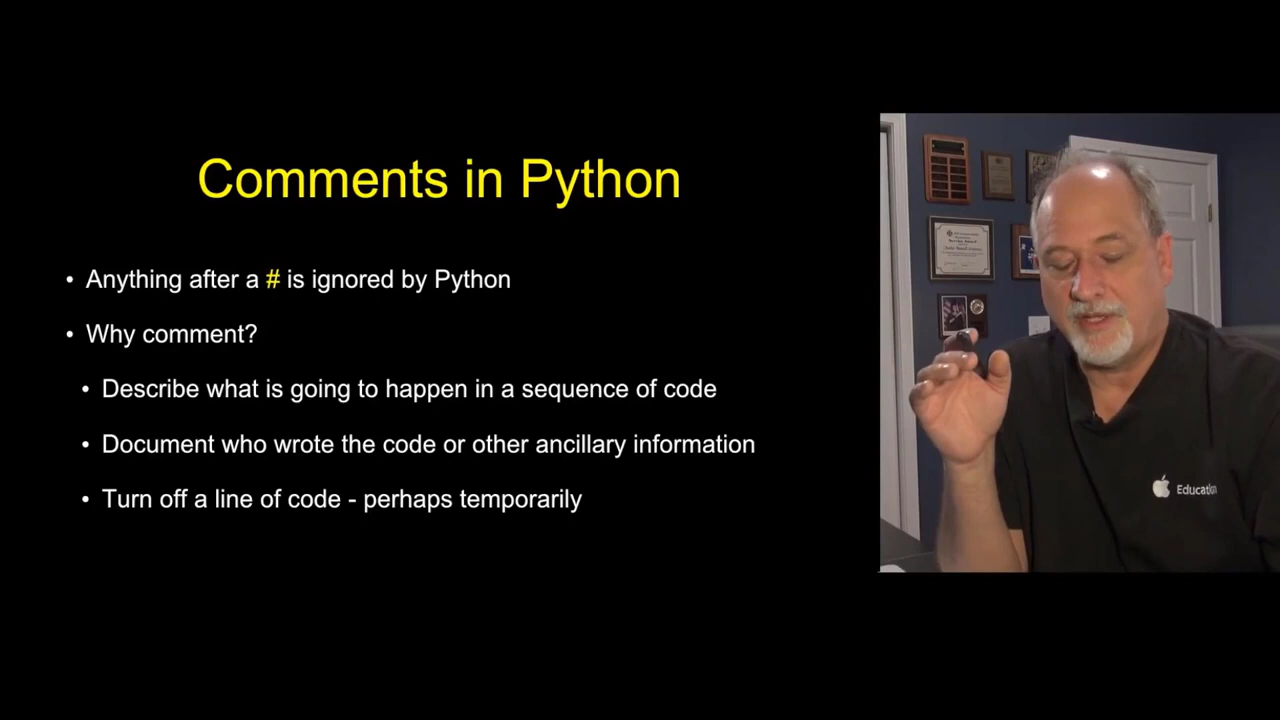 Comments in Python
• Anything after a # is ignored by Python
• Why comment?
• Describe what is going to happen in a sequence of code
• Document who wrote the code or other ancillary information
• Turn off a line of code - perhaps temporarily
Education